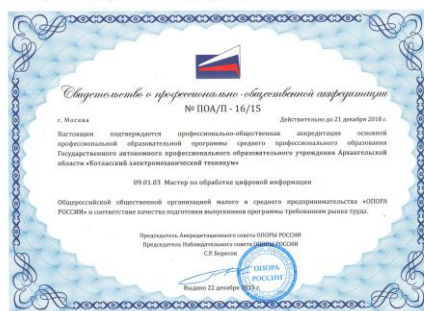 Свидетельство о профессионально-общественной аккредитации
№ ПОА/П - 16/15
г. Москва Действительно до 21 декабря 2018 г.
Настоящим подтверждается профессионально-общественная аккредитация основной
профессиональной образовательной программы среднего профессионального образования
Государственного автономного профессионального образовательного учреждения Архангельской
области «Котласский электромеханический техникум»
09.01.03 Мастер по обработке цифровой информации
Общероссийской общественной организацией малого и среднего предпринимательства «ОПОРА
РОССИИ» и соответствие качества подготовки выпускников программы требованиям рынка труда.
Председатель Аккредитационного совета ОПОРЫ РОССИИ
Председатель Наблюдательного совета ОПОРЫ РОССИИ
С.Р. Борисов
"ОПОРА
РОССИИ"
Выдано 22 декабря 2015 г.